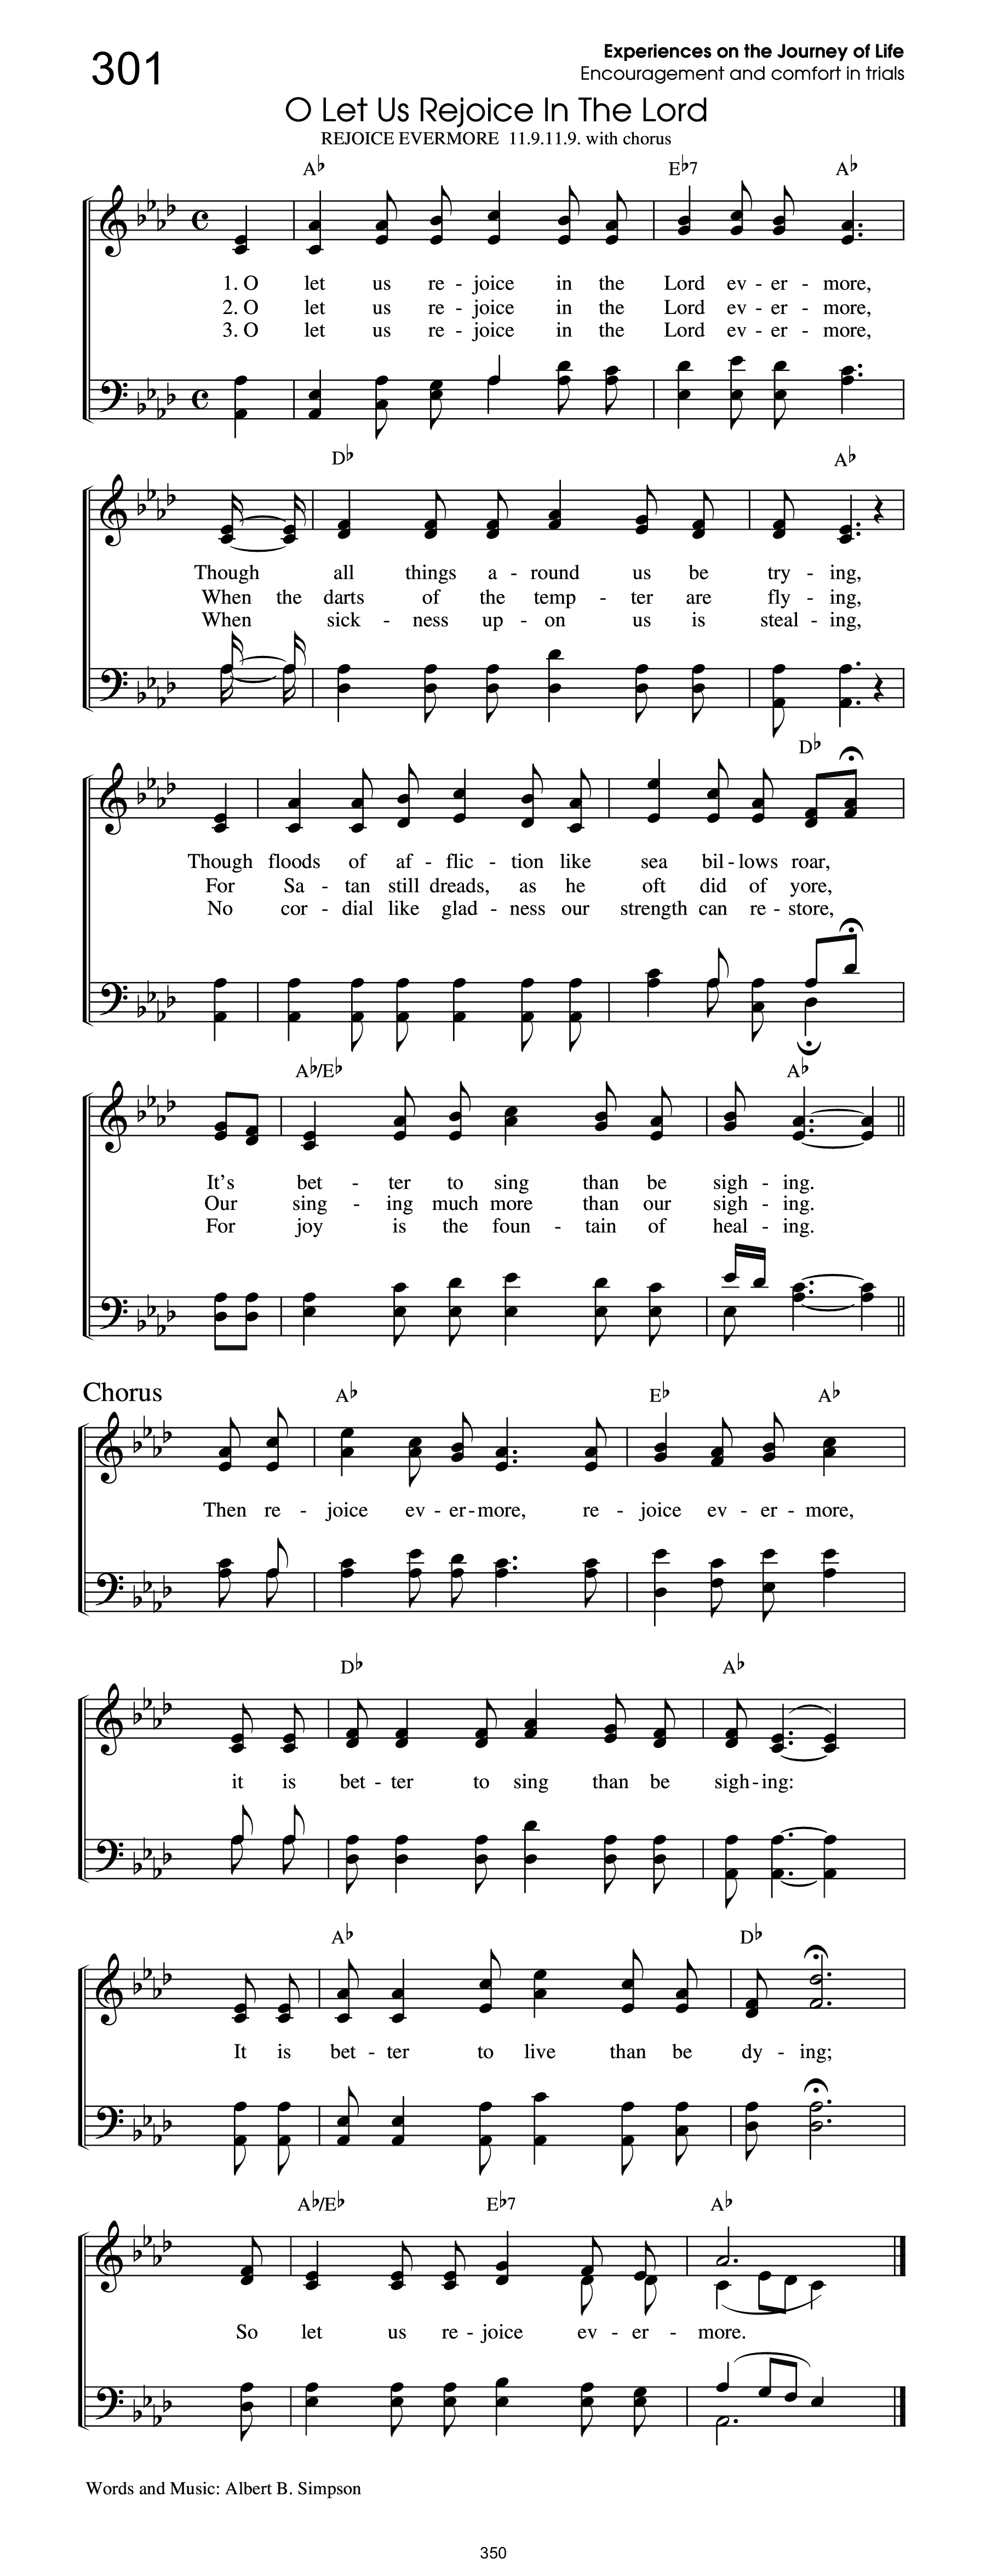 301
Experiences on the Journey of Life
Encouragement and comfort in trials
O Let Us Rejoice In The Lord
REJOICE EVERMORE 11.9.11.9. with chorus
A♭ E♭7 A♭
1. O let us re - joice in the Lord ev - er - more,
2. O let us re - joice in the Lord ev - er - more,
3. O let us re - joice in the Lord ev - er - more,
D♭ A♭
Though all things a - round us be try - ing,
When the darts of the temp - ter are fly - ing,
When sick - ness up - on us is steal - ing,
D♭
Though floods of af - flic - tion like sea bil - lows roar,
For Sa - tan still dreads, as he oft did of yore,
No cor - dial like glad - ness our strength can re - store,
A♭/E♭ A♭
It's bet - ter to sing than be sigh - ing.
Our sing - ing much more than our sigh - ing.
For joy is the foun - tain of heal - ing.
Chorus
A♭ E♭ A♭
Then re - joice ev - er - more, re - joice ev - er - more,
D♭ A♭
it is bet - ter to sing than be sigh - ing:
A♭ D♭
It is bet - ter to live than be dy - ing;
A♭/E♭ E♭7 A♭
So let us re - joice ev - er - more.
Words and Music: Albert B. Simpson
350